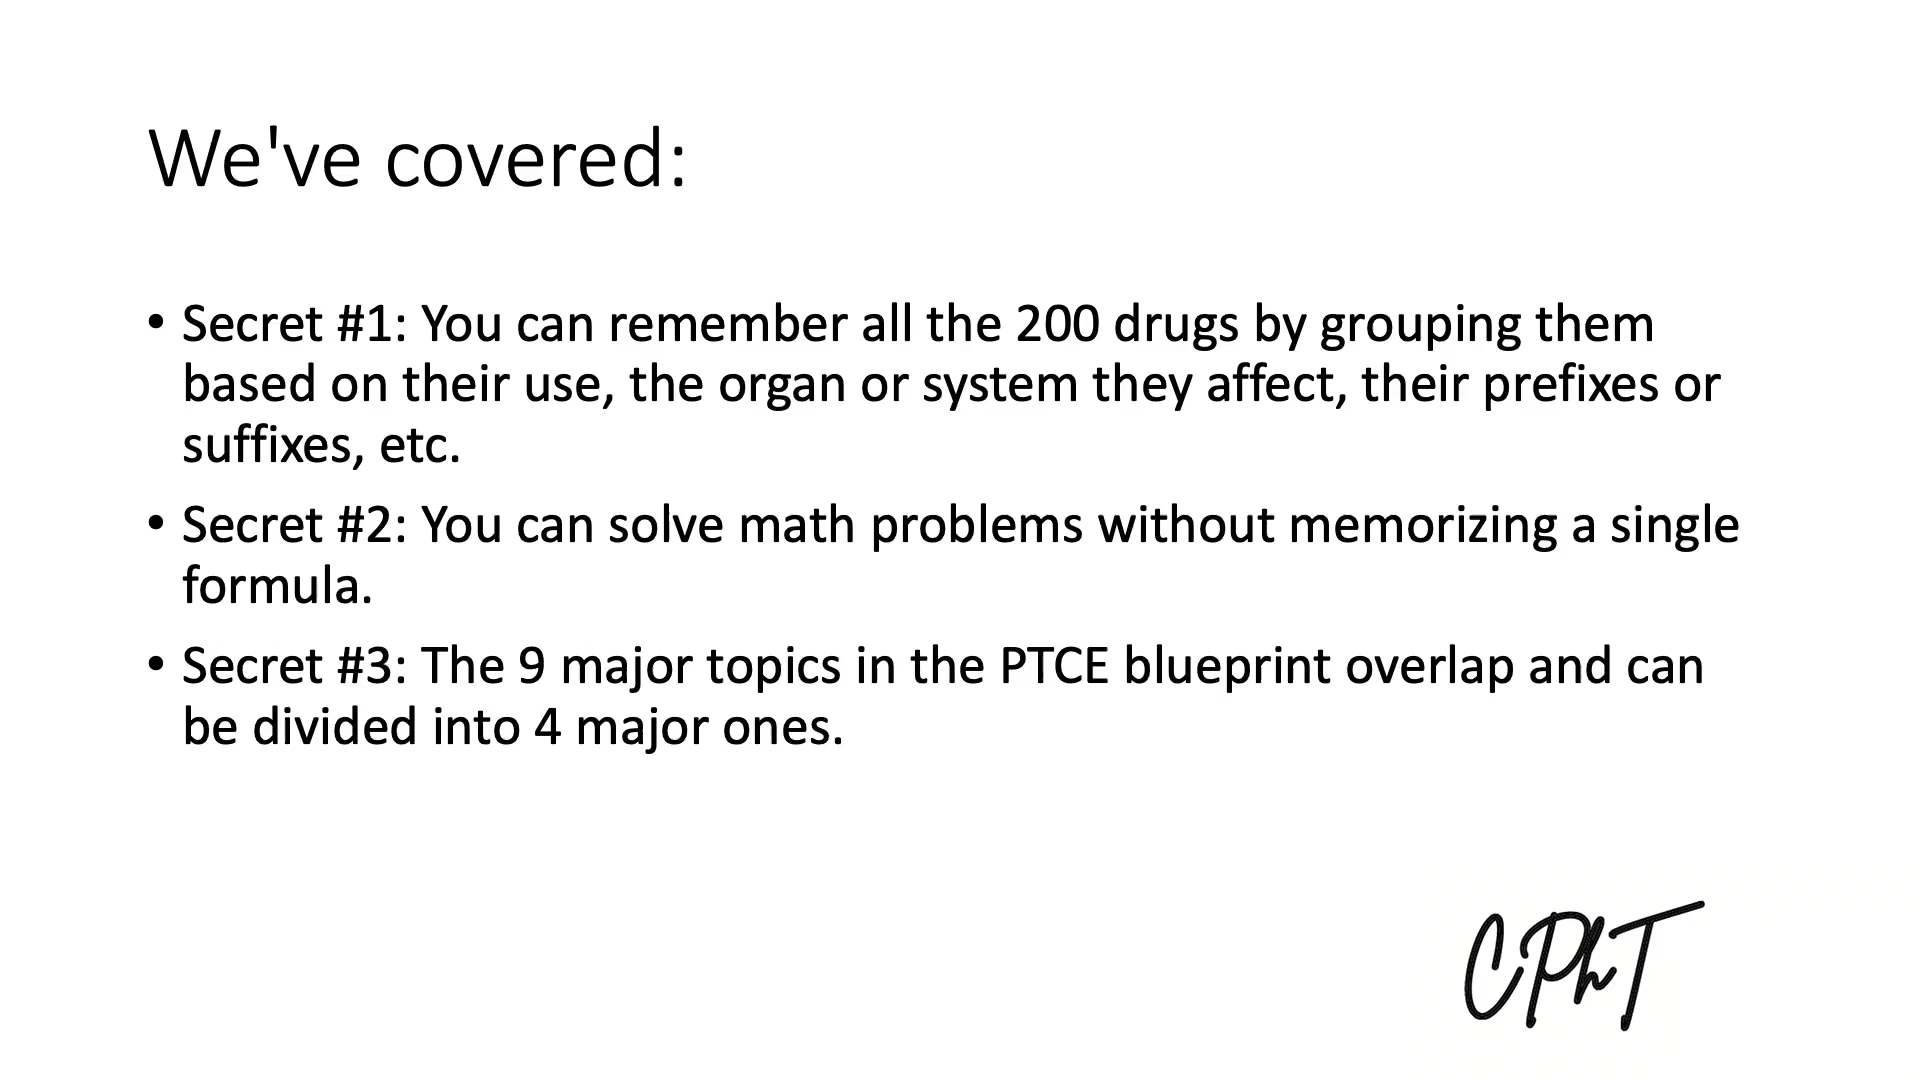 We've covered:
• Secret #1: You can remember all the 200 drugs by grouping them
based on their use, the organ or system they affect, their prefixes or
suffixes, etc.
• Secret #2: You can solve math problems without memorizing a single
formula.
• Secret #3: The 9 major topics in the PTCE blueprint overlap and can
be divided into 4 major ones.
CPhT